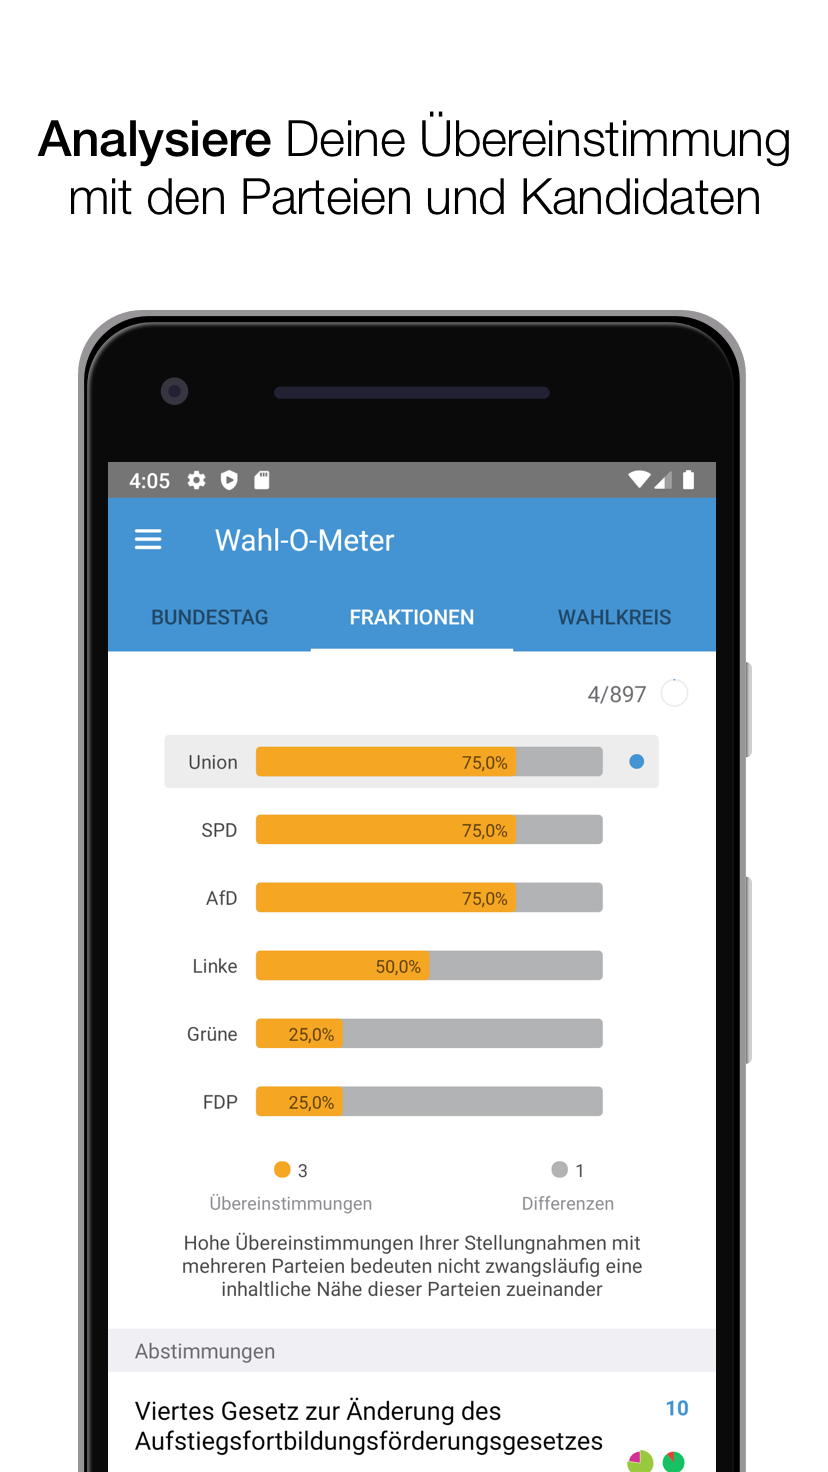 Analysiere Deine Übereinstimmung
mit den Parteien und Kandidaten
4:05
Wahl-O-Meter
BUNDESTAG FRAKTIONEN WAHLKREIS
4/897
Union 75,0%
SPD 75,0%
AfD 75,0%
Linke 50,0%
Grüne 25,0%
FDP 25,0%
3 1
Übereinstimmungen Differenzen
Hohe Übereinstimmungen Ihrer Stellungnahmen mit
mehreren Parteien bedeuten nicht zwangsläufig eine
inhaltliche Nähe dieser Parteien zueinander
Abstimmungen
Viertes Gesetz zur Änderung des 10
Aufstiegsfortbildungsförderungsgesetzes